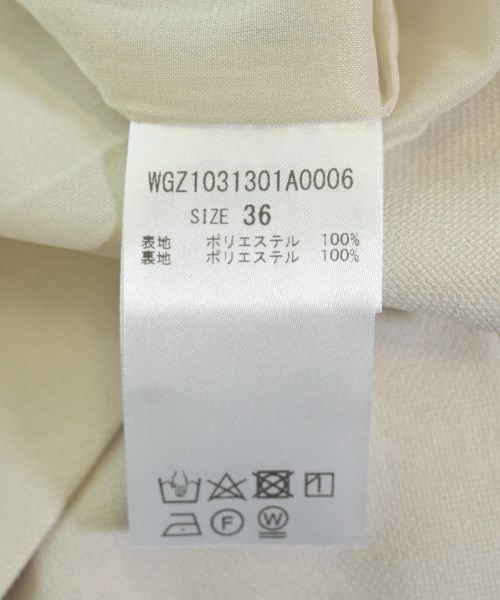 WGZ1031301A0006
SIZE 36
表地 ポリエステル 100%
裏地 ポリエステル 100%
F W